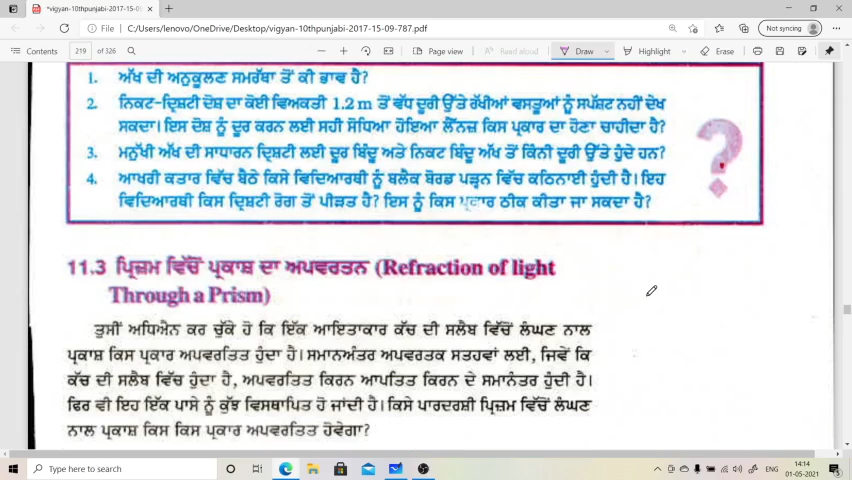 *vigyan-10thpunjabi-2017-15-09
File | C:/Users/lenovo/OneDrive/Desktop/vigyan-10thpunjabi-2017-15-09-787.pdf
Not syncing
Contents 219 of 326 Page view Read aloud Draw Highlight Erase
1. ਅੱਖ ਦੀ ਅਨੁਕੂਲਣ ਸਮਰੱਥਾ ਤੋਂ ਕੀ ਭਾਵ ਹੈ?
2. ਨਿਕਟ-ਦ੍ਰਿਸ਼ਟੀ ਦੋਸ਼ ਦਾ ਕੋਈ ਵਿਅਕਤੀ 1.2 m ਤੋਂ ਵੱਧ ਦੂਰੀ ਉੱਤੇ ਰੱਖੀਆਂ ਵਸਤੂਆਂ ਨੂੰ ਸਪੱਸ਼ਟ ਨਹੀਂ ਦੇਖ
ਸਕਦਾ। ਇਸ ਦੋਸ਼ ਨੂੰ ਦੂਰ ਕਰਨ ਲਈ ਸਹੀ ਸੋਧਿਆ ਹੋਇਆ ਲੈੱਨਜ਼ ਕਿਸ ਪ੍ਰਕਾਰ ਦਾ ਹੋਣਾ ਚਾਹੀਦਾ ਹੈ?
3. ਮਨੁੱਖੀ ਅੱਖ ਦੀ ਸਾਧਾਰਨ ਦ੍ਰਿਸ਼ਟੀ ਲਈ ਦੂਰ ਬਿੰਦੂ ਅਤੇ ਨਿਕਟ ਬਿੰਦੂ ਅੱਖ ਤੋਂ ਕਿੰਨੀ ਦੂਰੀ ਉੱਤੇ ਹੁੰਦੇ ਹਨ?
4. ਆਖਰੀ ਕਤਾਰ ਵਿੱਚ ਬੈਠੇ ਕਿਸੇ ਵਿਦਿਆਰਥੀ ਨੂੰ ਬਲੈਕ ਬੋਰਡ ਪੜ੍ਹਨ ਵਿੱਚ ਕਠਿਨਾਈ ਹੁੰਦੀ ਹੈ। ਇਹ
ਵਿਦਿਆਰਥੀ ਕਿਸ ਦ੍ਰਿਸ਼ਟੀ ਰੋਗ ਤੋਂ ਪੀੜਤ ਹੈ? ਇਸ ਨੂੰ ਕਿਸ ਪ੍ਰਕਾਰ ਠੀਕ ਕੀਤਾ ਜਾ ਸਕਦਾ ਹੈ?
?
11.3 ਪ੍ਰਿਜ਼ਮ ਵਿੱਚੋਂ ਪ੍ਰਕਾਸ਼ ਦਾ ਅਪਵਰਤਨ (Refraction of light
Through a Prism)
ਤੁਸੀਂ ਅਧਿਐਨ ਕਰ ਚੁੱਕੇ ਹੋ ਕਿ ਇੱਕ ਆਇਤਾਕਾਰ ਕੱਚ ਦੀ ਸਲੈਬ ਵਿੱਚੋਂ ਲੰਘਣ ਨਾਲ
ਪ੍ਰਕਾਸ਼ ਕਿਸ ਪ੍ਰਕਾਰ ਅਪਵਰਤਿਤ ਹੁੰਦਾ ਹੈ। ਸਮਾਨਅੰਤਰ ਅਪਵਰਤਕ ਸਤਹਵਾਂ ਲਈ, ਜਿਵੇਂ ਕਿ
ਕੱਚ ਦੀ ਸਲੈਬ ਵਿੱਚ ਹੁੰਦਾ ਹੈ, ਅਪਵਰਤਿਤ ਕਿਰਨ ਆਪਤਿਤ ਕਿਰਨ ਦੇ ਸਮਾਨੰਤਰ ਹੁੰਦੀ ਹੈ।
ਫਿਰ ਵੀ ਇਹ ਇੱਕ ਪਾਸੇ ਨੂੰ ਕੁੱਝ ਵਿਸਥਾਪਿਤ ਹੋ ਜਾਂਦੀ ਹੈ। ਕਿਸੇ ਪਾਰਦਰਸ਼ੀ ਪ੍ਰਿਜ਼ਮ ਵਿੱਚੋਂ ਲੰਘਣ
ਨਾਲ ਪ੍ਰਕਾਸ਼ ਕਿਸ ਕਿਸ ਪ੍ਰਕਾਰ ਅਪਵਰਤਿਤ ਹੋਵੇਗਾ?
Type here to search
ENG
14:14
01-05-2021